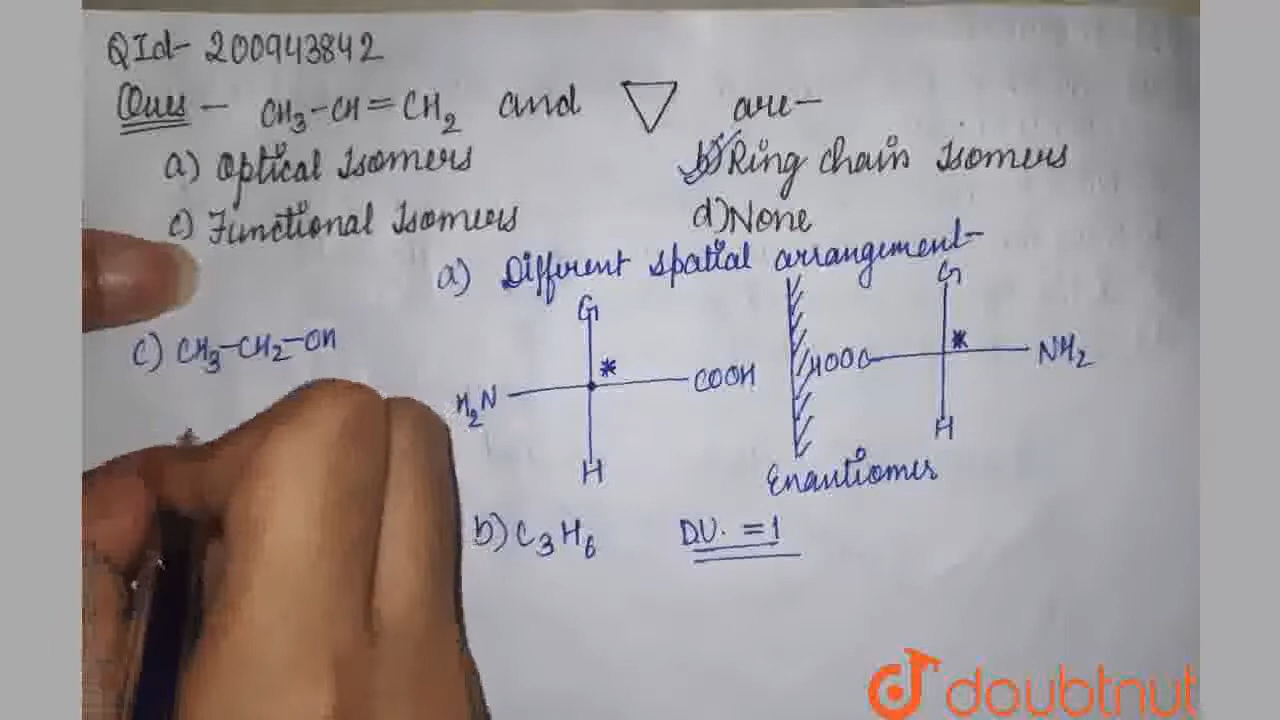 QId- 200943842
Ques - CH3-CH=CH2 and ▽ are-
a) Optical Isomers b) Ring chain Isomers
c) Functional Isomers d) None
a) Different spatial arrangement-
G G
c) CH3-CH2-OH * *
H2N COOH HOOC NH2
H H
Enantiomer
b) C3H6 D.U. = 1
doubtnut